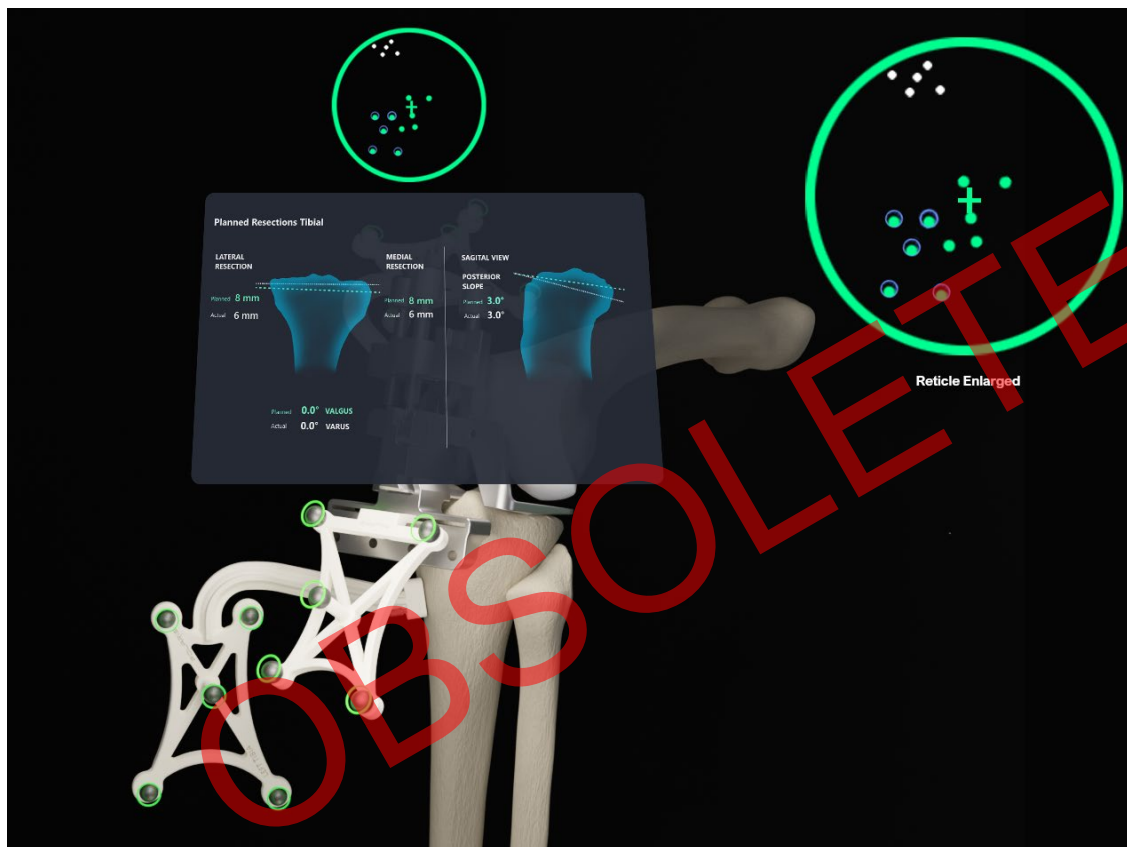 Planned Resections Tibial
LATERAL
RESECTION
Planned 8 mm
Actual 6 mm
MEDIAL
RESECTION
Planned 8 mm
Actual 6 mm
SAGITAL VIEW
POSTERIOR
SLOPE
Planned 3.0°
Actual 3.0°
Planned 0.0° VALGUS
Actual 0.0° VARUS
Reticle Enlarged
OBSOLETE